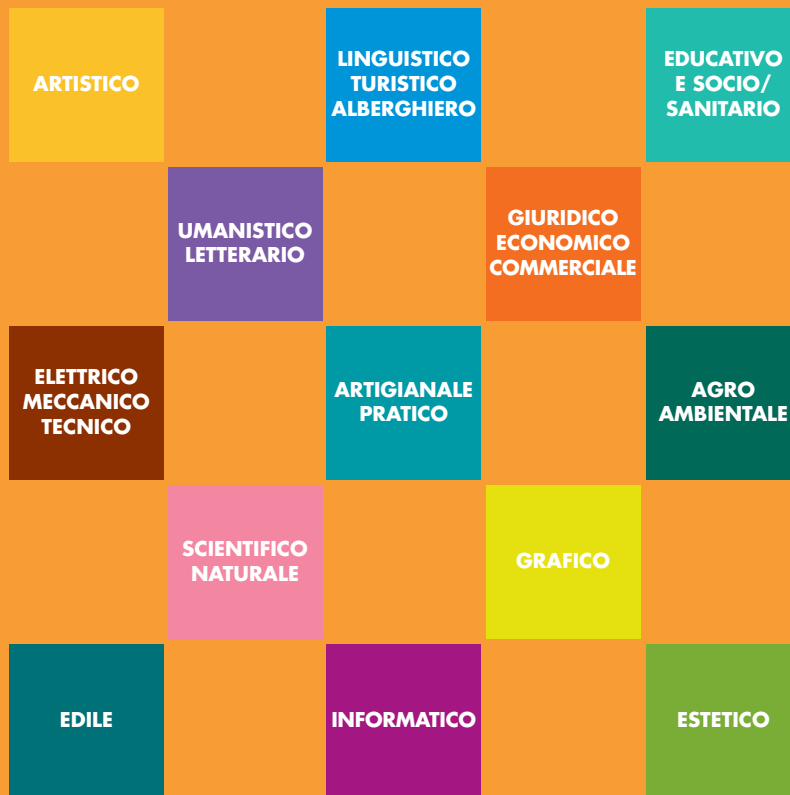 ARTISTICO
LINGUISTICO
TURISTICO
ALBERGHIERO
EDUCATIVO
E SOCIO/
SANITARIO
UMANISTICO
LETTERARIO
GIURIDICO
ECONOMICO
COMMERCIALE
ELETTRICO
MECCANICO
TECNICO
ARTIGIANALE
PRATICO
AGRO
AMBIENTALE
SCIENTIFICO
NATURALE
GRAFICO
EDILE
INFORMATICO
ESTETICO